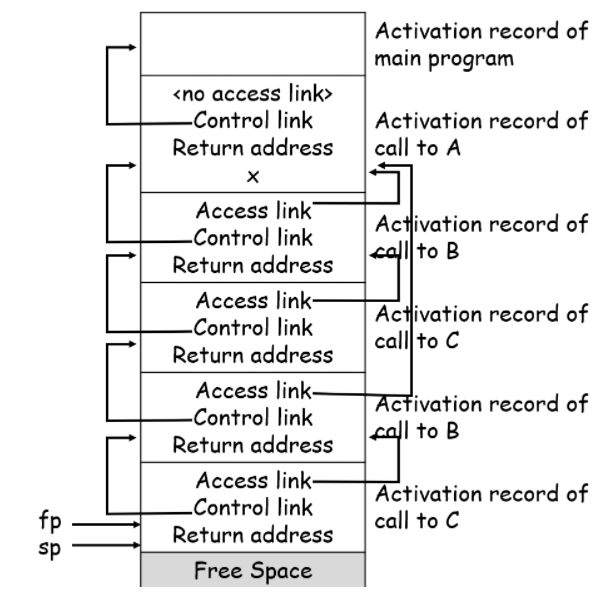 Activation record of
main program
<no access link>
Control link
Return address
x
Activation record of
call to A
Access link
Control link
Return address
Activation record of
call to B
Access link
Control link
Return address
Activation record of
call to C
Access link
Control link
Return address
Activation record of
call to B
Access link
Control link
Return address
Activation record of
call to C
fp
sp
Free Space